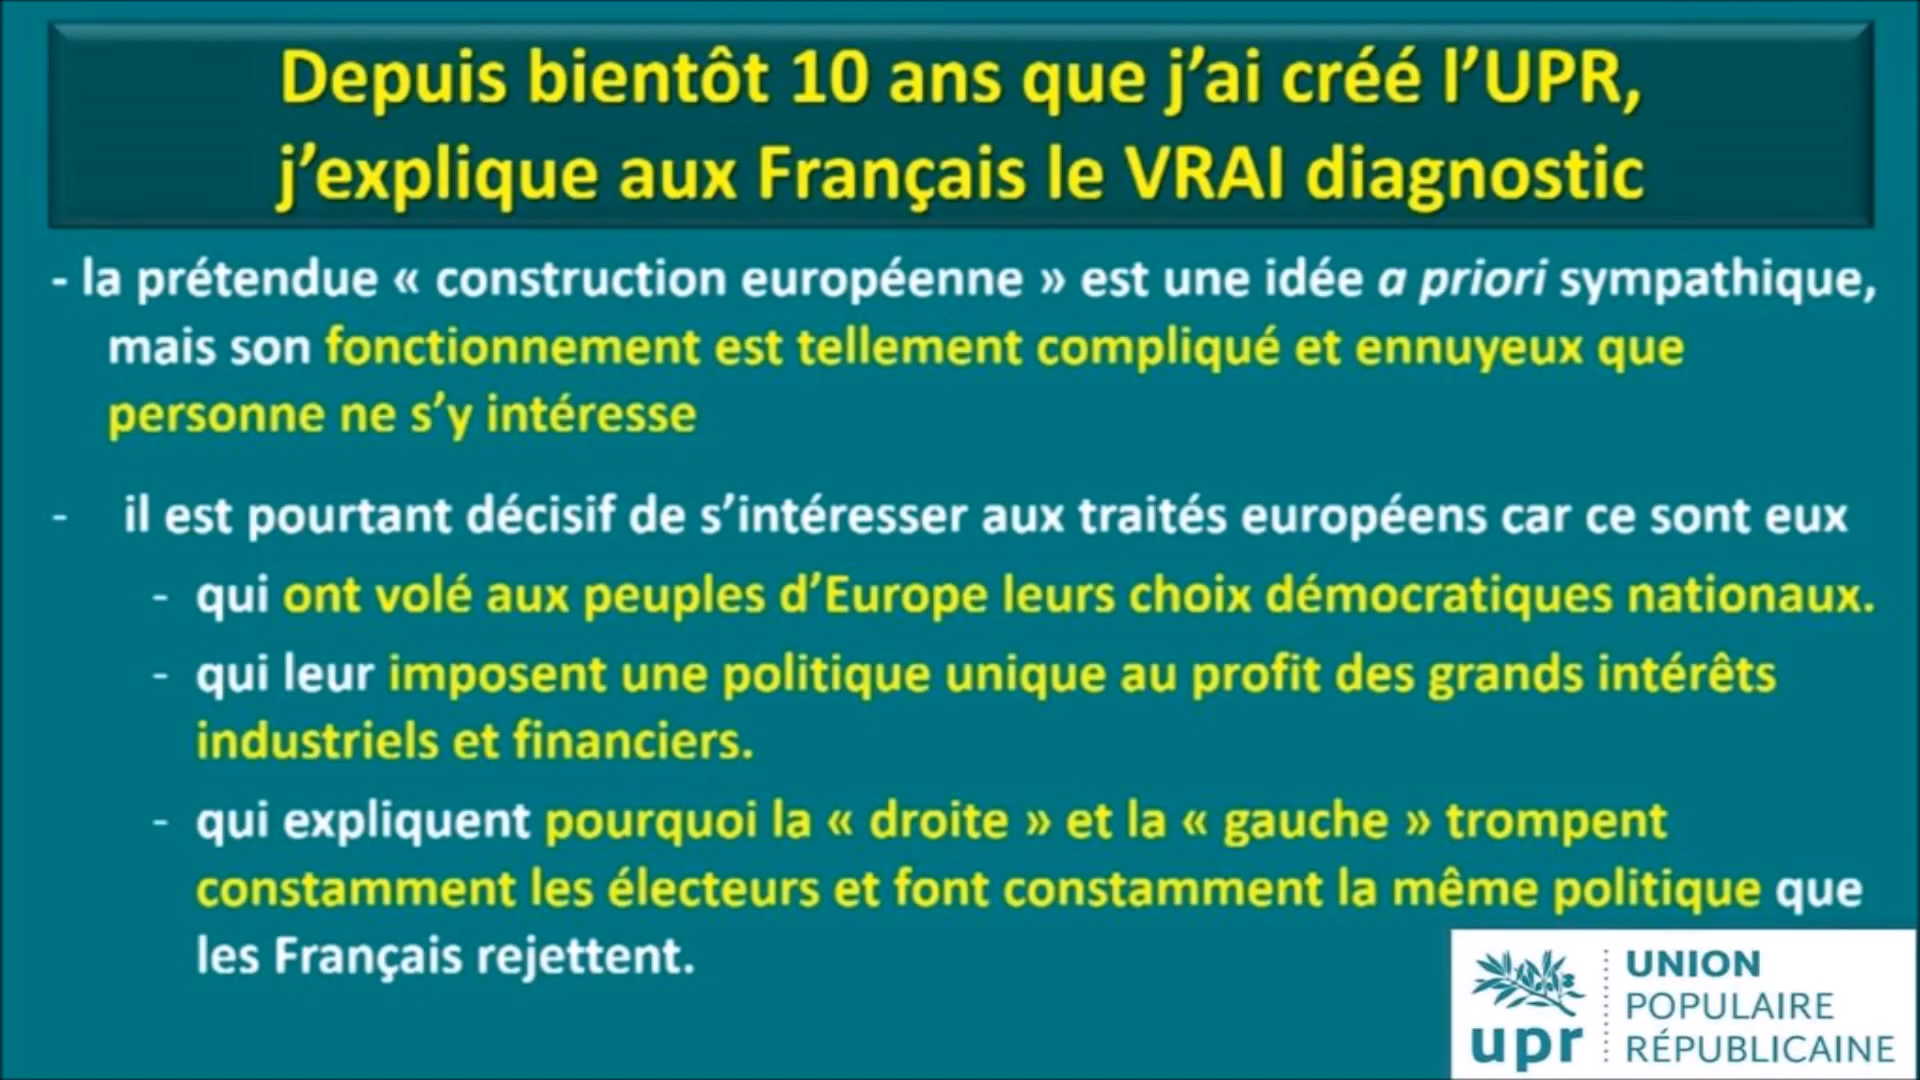 Depuis bientôt 10 ans que j’ai créé l’UPR,
j’explique aux Français le VRAI diagnostic
- la prétendue « construction européenne » est une idée a priori sympathique,
mais son fonctionnement est tellement compliqué et ennuyeux que
personne ne s’y intéresse
- il est pourtant décisif de s’intéresser aux traités européens car ce sont eux
- qui ont volé aux peuples d’Europe leurs choix démocratiques nationaux.
- qui leur imposent une politique unique au profit des grands intérêts
industriels et financiers.
- qui expliquent pourquoi la « droite » et la « gauche » trompent
constamment les électeurs et font constamment la même politique que
les Français rejettent.
upr
UNION
POPULAIRE
RÉPUBLICAINE